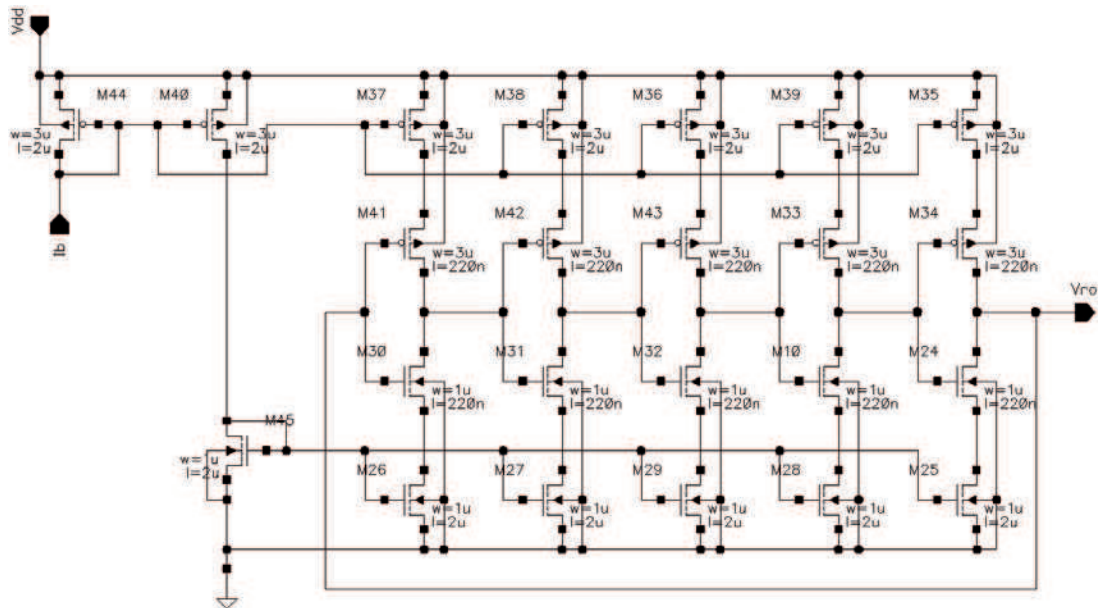 Vdd
M44 M40 M37 M38 M36 M39 M35
w=3u w=3u w=3u w=3u w=3u w=3u w=3u
l=2u l=2u l=2u l=2u l=2u l=2u l=2u
M41 M42 M43 M33 M34
Ib
w=3u w=3u w=3u w=3u w=3u
l=220n l=220n l=220n l=220n l=220n
Vro
M30 M31 M32 M10 M24
w=1u w=1u w=1u w=1u w=1u
l=220n l=220n l=220n l=220n l=220n
M45
w= u
l=2u
M26 M27 M29 M28 M25
w=1u w=1u w=1u w=1u w=1u
l=2u l=2u l=2u l=2u l=2u